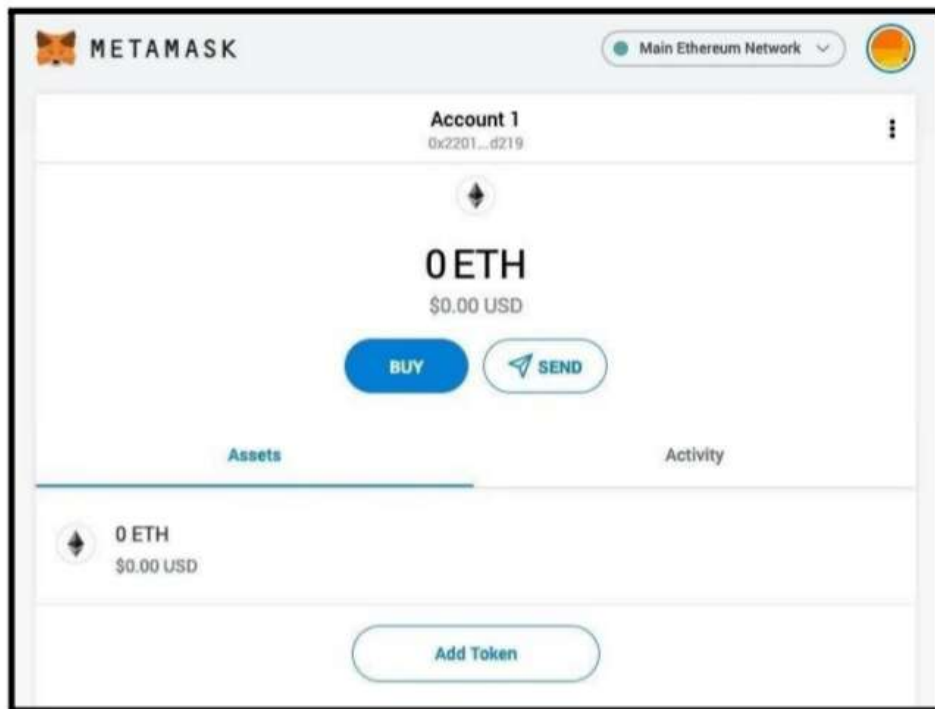 METAMASK
Main Ethereum Network
Account 1
0x2201...d219
0 ETH
$0.00 USD
BUY
SEND
Assets
Activity
0 ETH
$0.00 USD
Add Token